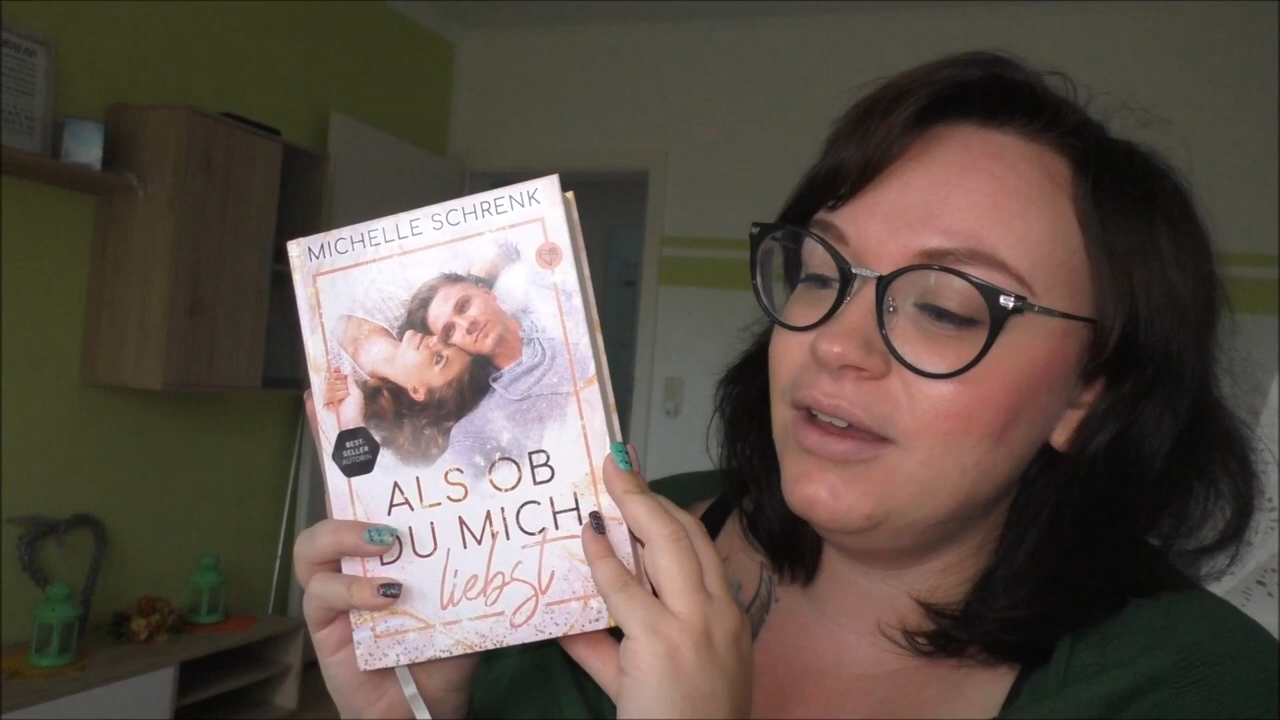 MICHELLE SCHRENK
BEST-
SELLER
AUTORIN
ALS OB
DU MICH
liebst